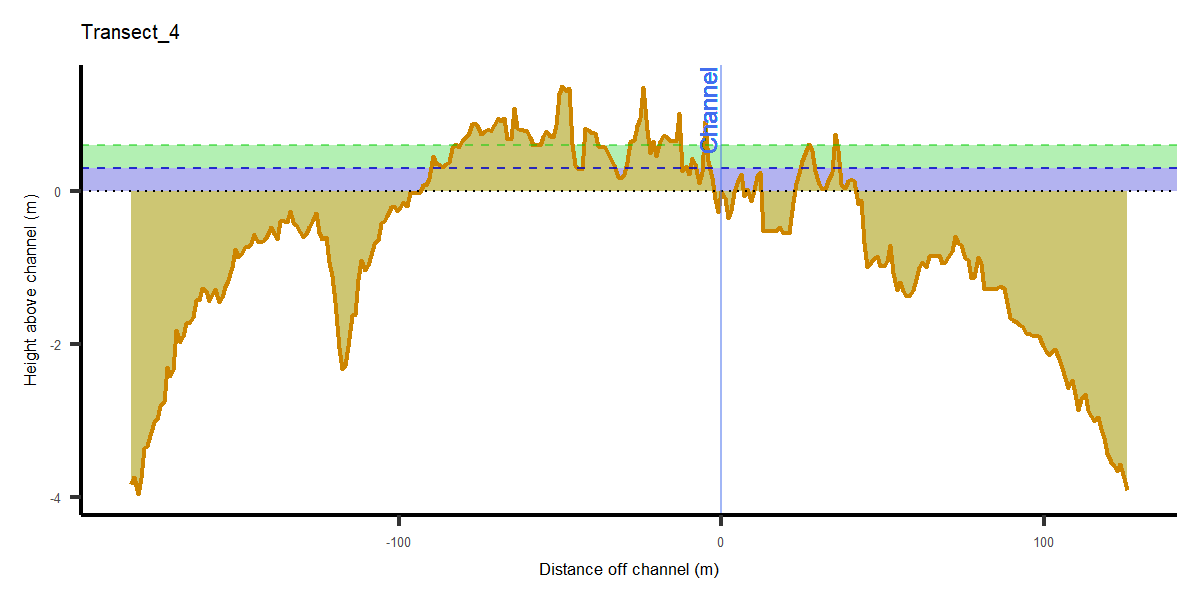 Transect_4
Channel
Height above channel (m)
0
-2
-4
-100
0
100
Distance off channel (m)